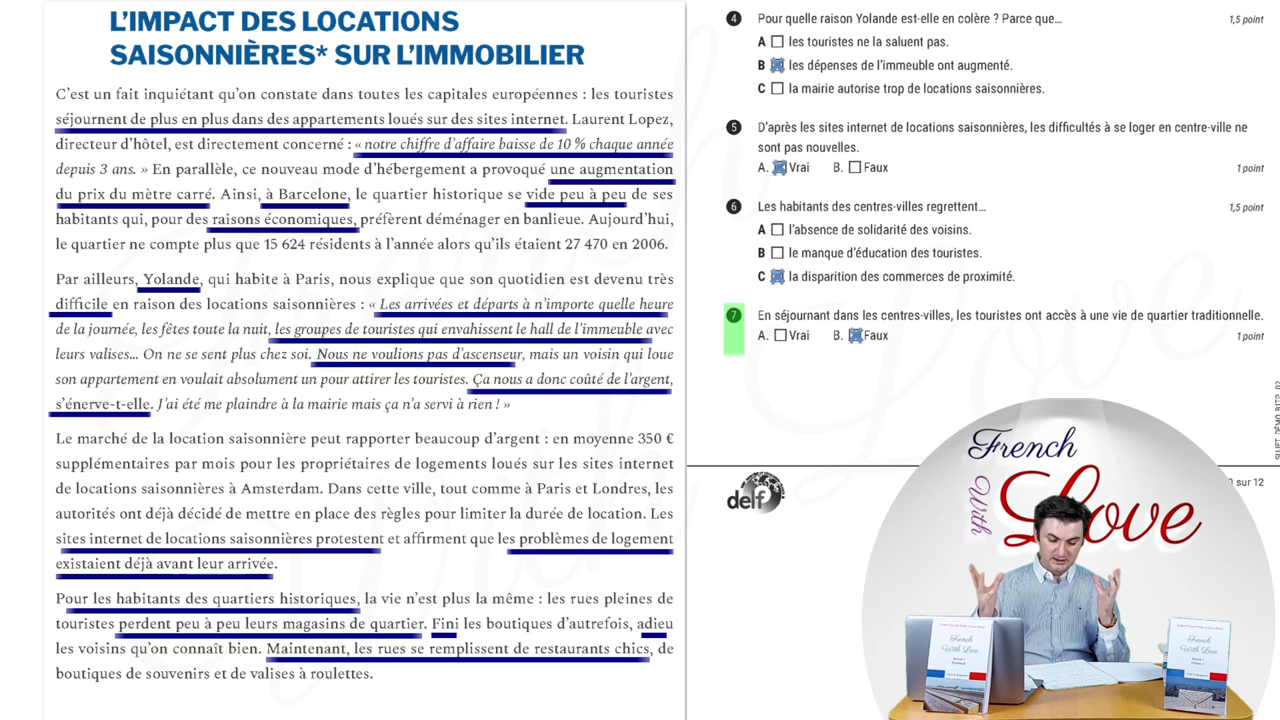 L'IMPACT DES LOCATIONS
SAISONNIÈRES* SUR L'IMMOBILIER
C'est un fait inquiétant qu'on constate dans toutes les capitales européennes : les touristes
séjournent de plus en plus dans des appartements loués sur des sites internet. Laurent Lopez,
directeur d'hôtel, est directement concerné : « notre chiffre d'affaire baisse de 10 % chaque année
depuis 3 ans. » En parallèle, ce nouveau mode d'hébergement a provoqué une augmentation
du prix du mètre carré. Ainsi, à Barcelone, le quartier historique se vide peu à peu de ses
habitants qui, pour des raisons économiques, préfèrent déménager en banlieue. Aujourd'hui,
le quartier ne compte plus que 15 624 résidents à l'année alors qu'ils étaient 27 470 en 2006.
Par ailleurs, Yolande, qui habite à Paris, nous explique que son quotidien est devenu très
difficile en raison des locations saisonnières : « Les arrivées et départs à n'importe quelle heure
de la journée, les fêtes toute la nuit, les groupes de touristes qui envahissent le hall de l'immeuble avec
leurs valises... On ne se sent plus chez soi. Nous ne voulions pas d'ascenseur, mais un voisin qui loue
son appartement en voulait absolument un pour attirer les touristes. Ça nous a donc coûté de l'argent,
s'énerve-t-elle. J'ai été me plaindre à la mairie mais ça n'a servi à rien ! »
Le marché de la location saisonnière peut rapporter beaucoup d'argent : en moyenne 350 €
supplémentaires par mois pour les propriétaires de logements loués sur les sites internet
de locations saisonnières à Amsterdam. Dans cette ville, tout comme à Paris et Londres, les
autorités ont déjà décidé de mettre en place des règles pour limiter la durée de location. Les
sites internet de locations saisonnières protestent et affirment que les problèmes de logement
existaient déjà avant leur arrivée.
Pour les habitants des quartiers historiques, la vie n'est plus la même : les rues pleines de
touristes perdent peu à peu leurs magasins de quartier. Fini les boutiques d'autrefois, adieu
les voisins qu'on connaît bien. Maintenant, les rues se remplissent de restaurants chics, de
boutiques de souvenirs et de valises à roulettes.
4 Pour quelle raison Yolande est-elle en colère ? Parce que... 1,5 point
A les touristes ne la saluent pas.
B les dépenses de l'immeuble ont augmenté.
C la mairie autorise trop de locations saisonnières.
5 D'après les sites internet de locations saisonnières, les difficultés à se loger en centre-ville ne
sont pas nouvelles.
A. Vrai B. Faux 1 point
6 Les habitants des centres-villes regrettent... 1,5 point
A l'absence de solidarité des voisins.
B le manque d'éducation des touristes.
C la disparition des commerces de proximité.
7 En séjournant dans les centres-villes, les touristes ont accès à une vie de quartier traditionnelle.
A. Vrai B. Faux 1 point
delf
sur 12
French
With
Love
French
With Love
French
With Love